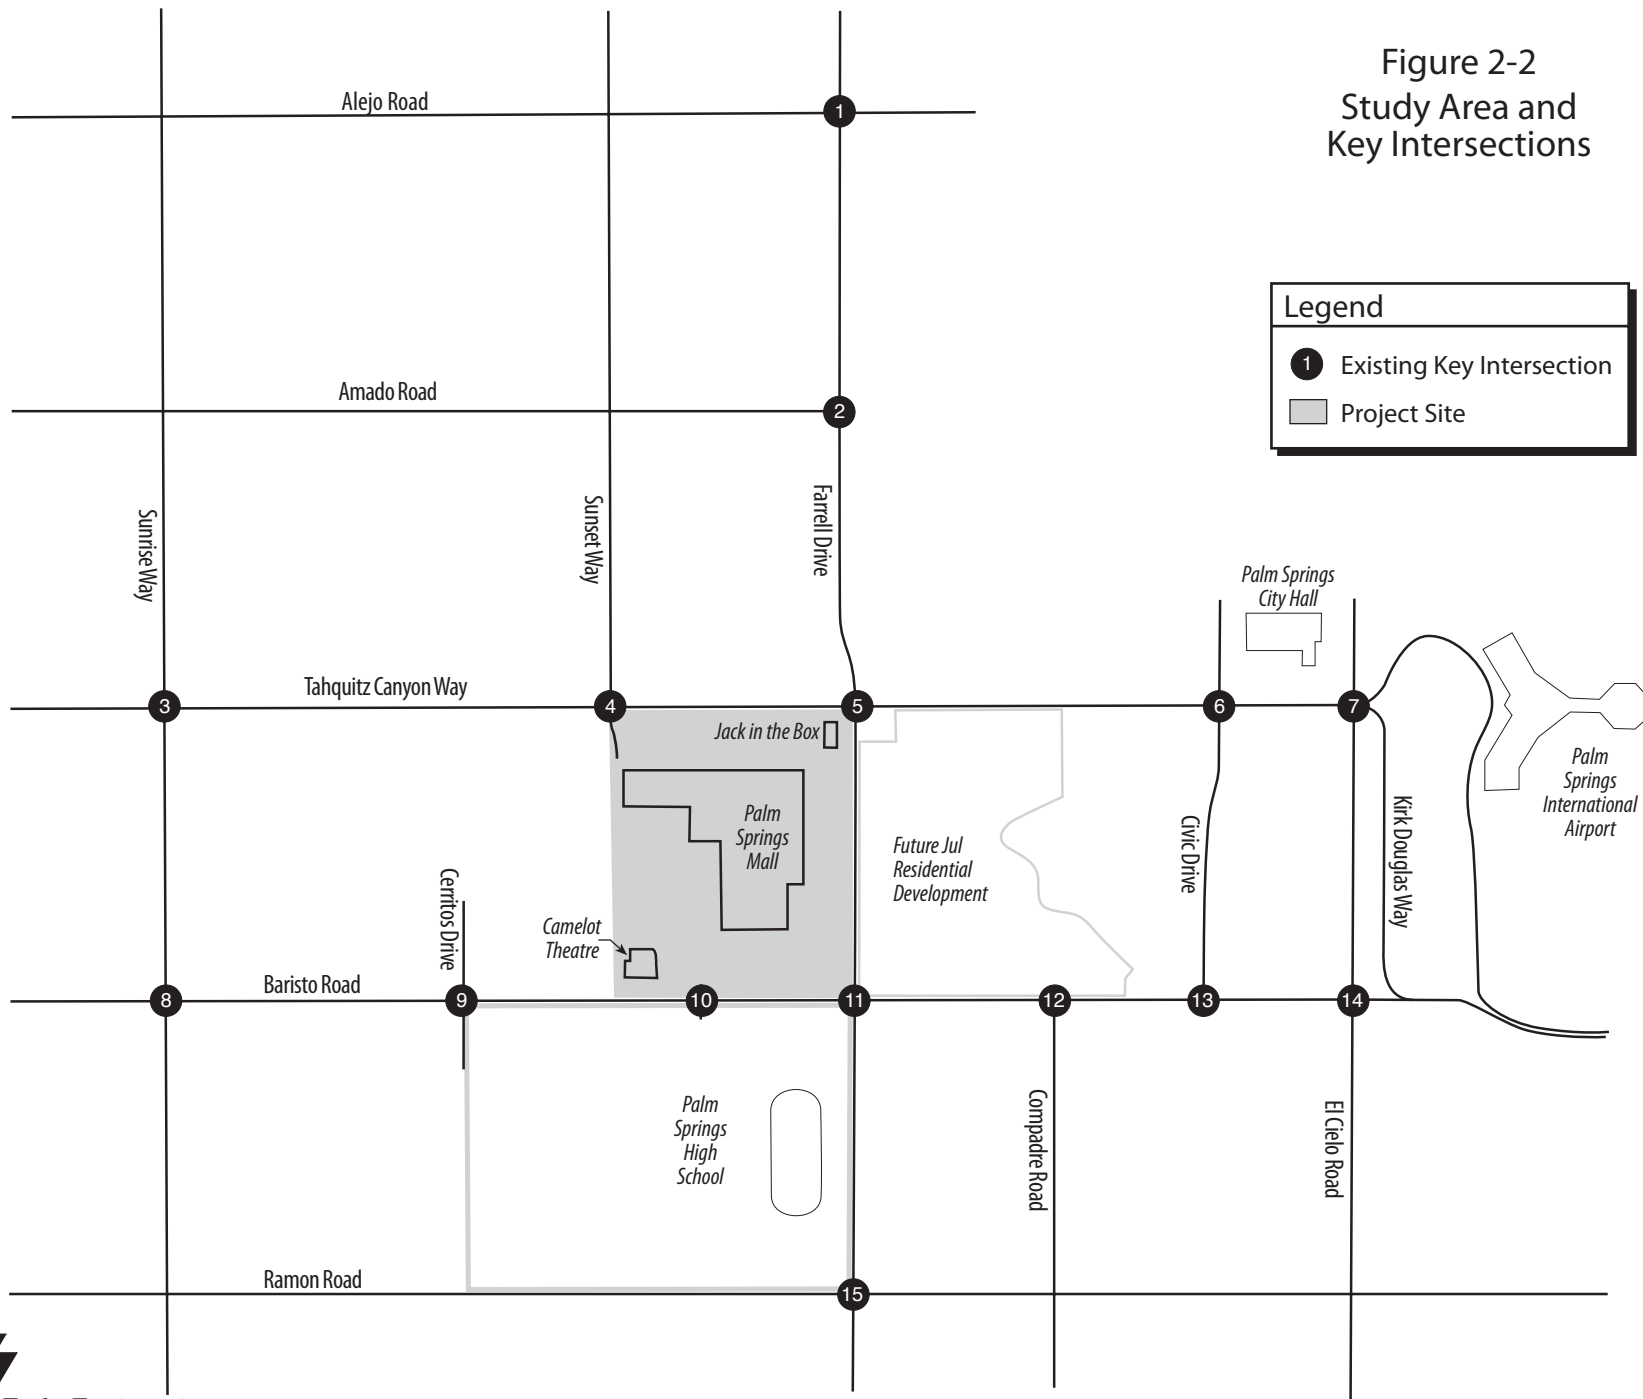 Figure 2-2
Study Area and
Key Intersections
Alejo Road
1
Legend
1 Existing Key Intersection
Project Site
Amado Road
2
Sunrise Way
Sunset Way
Farrell Drive
Palm Springs
City Hall
Tahquitz Canyon Way
3
4
5
6
7
Jack in the Box
Palm
Springs
International
Airport
Palm
Springs
Mall
Future Jul
Residential
Development
Civic Drive
Kirk Douglas Way
Cerritos Drive
Camelot
Theatre
Baristo Road
8
9
10
11
12
13
14
Palm
Springs
High
School
Compadre Road
El Cielo Road
Ramon Road
15